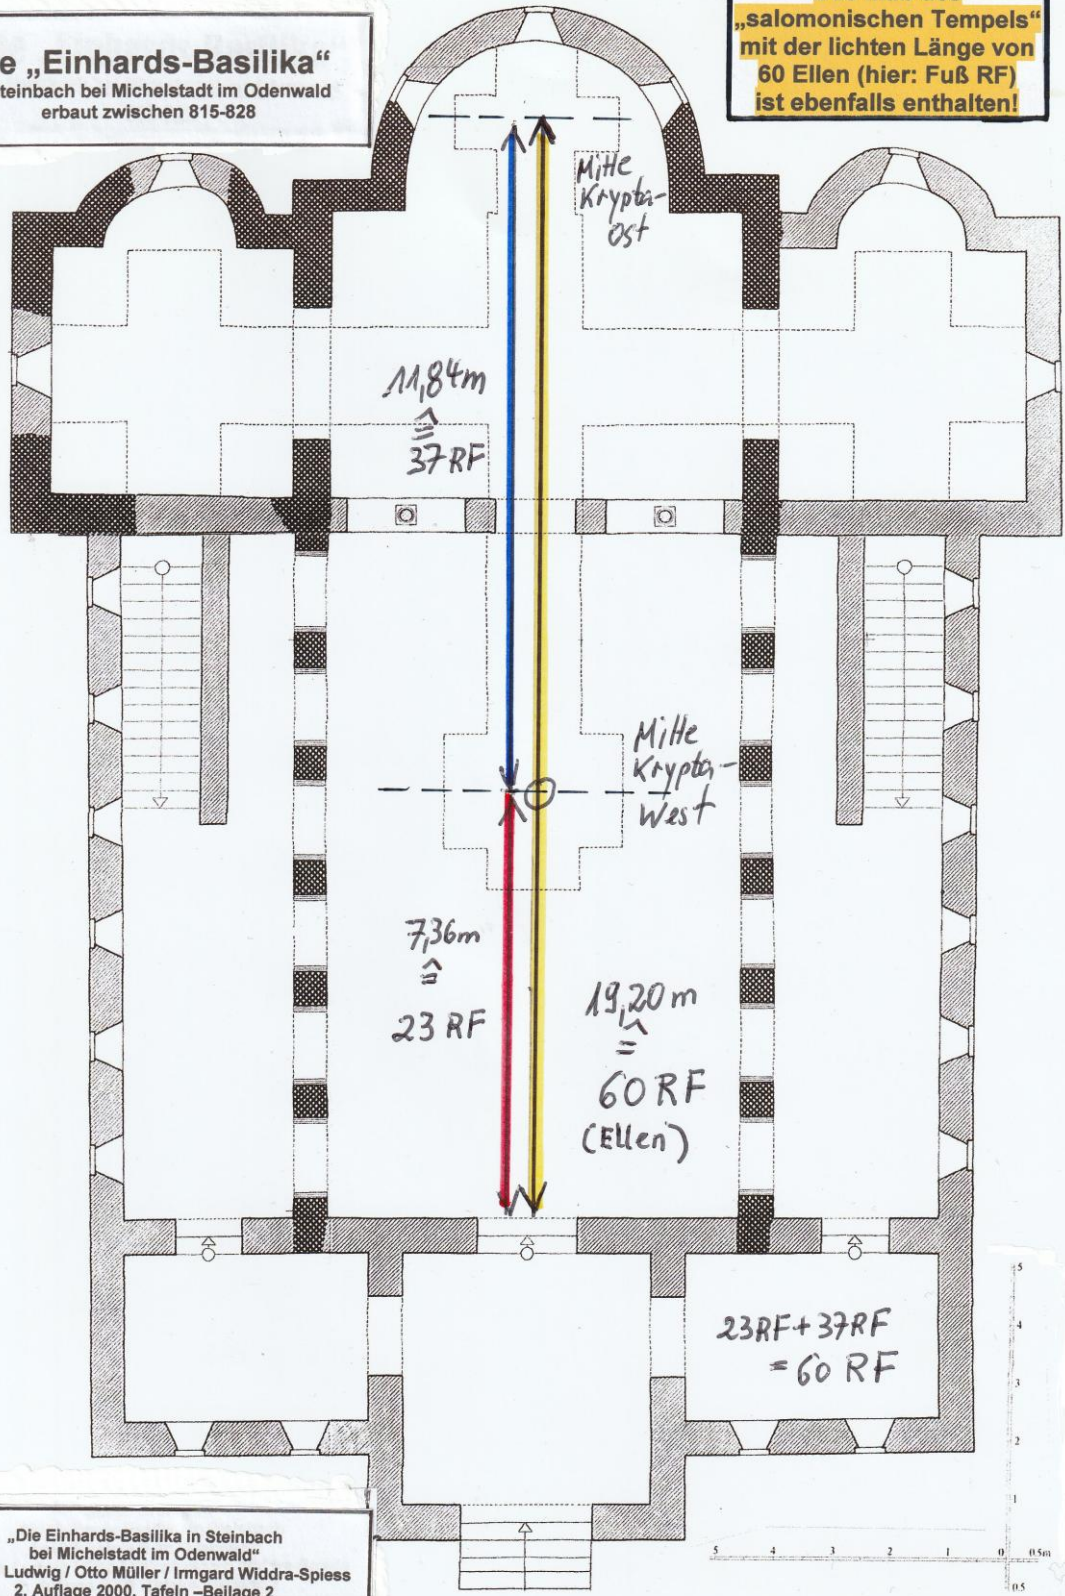 e „Einhards-Basilika“
teinbach bei Michelstadt im Odenwald
erbaut zwischen 815-828
„salomonischen Tempels“
mit der lichten Länge von
60 Ellen (hier: Fuß RF)
ist ebenfalls enthalten!
Mitte
Krypta-
Ost
11,84m
≙
37 RF
Mitte
Krypta-
West
7,36m
≙
23 RF
19,20 m
≙
60 RF
(Ellen)
23RF+37RF
= 60 RF
5
4
3
2
1
5 4 3 2 1 0 0.5m
0.5
„Die Einhards-Basilika in Steinbach
bei Michelstadt im Odenwald“
Ludwig / Otto Müller / Irmgard Widdra-Spiess
2. Auflage 2000, Tafeln –Beilage 2